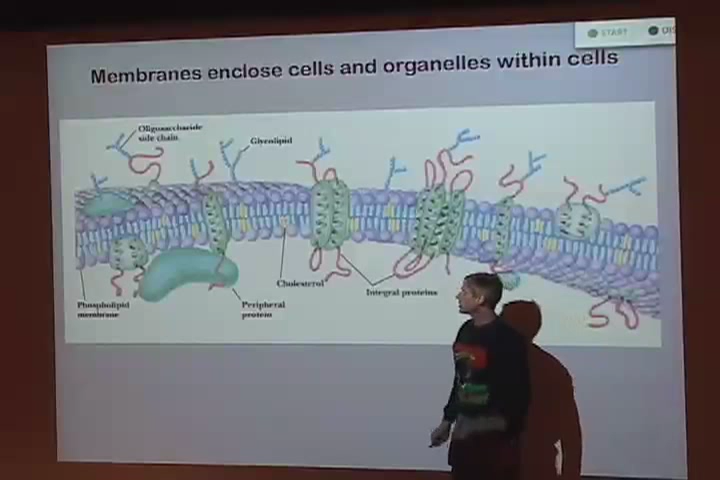 START
DIS
Membranes enclose cells and organelles within cells
Oligosaccharide
side chain
Glycolipid
Cholesterol
Integral proteins
Phospholipid
membrane
Peripheral
protein